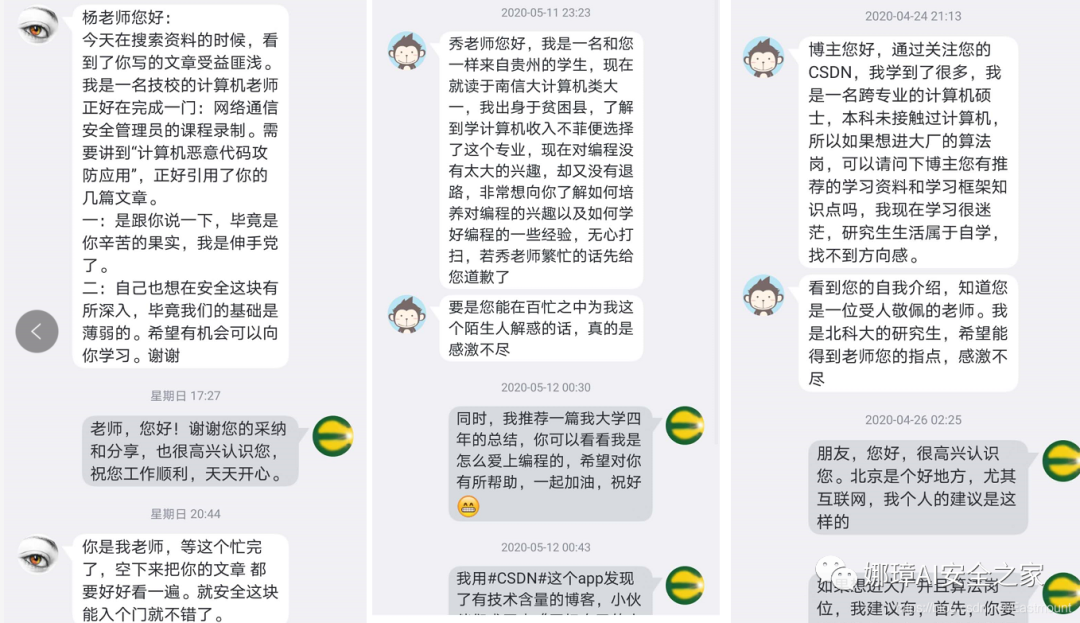 杨老师您好：
今天在搜索资料的时候，看
到了你写的文章受益匪浅。
我是一名技校的计算机老师
正好在完成一门：网络通信
安全管理员的课程录制。需
要讲到“计算机恶意代码攻
防应用”，正好引用了你的
几篇文章。
一：是跟你说一下，毕竟是
你辛苦的果实，我是伸手党
了。
二：自己也想在安全这块有
所深入，毕竟我们的基础是
薄弱的。希望有机会可以向
你学习。谢谢
星期日 17:27
老师，您好！谢谢您的采纳
和分享，也很高兴认识您，
祝您工作顺利，天天开心。
星期日 20:44
你是我老师，等这个忙完
了，空下来把你的文章 都
要好好看一遍。就安全这块
能入个门就不错了。
2020-05-11 23:23
秀老师您好，我是一名和您
一样来自贵州的学生，现在
就读于南信大计算机类大
一，我出身于贫困县，了解
到学计算机收入不菲便选择
了这个专业，现在对编程没
有太大的兴趣，却又没有退
路，非常想向你了解如何培
养对编程的兴趣以及如何学
好编程的一些经验，无心打
扫，若秀老师繁忙的话先给
您道歉了
要是您能在百忙之中为我这
个陌生人解惑的话，真的是
感激不尽
2020-05-12 00:30
同时，我推荐一篇我大学四
年的总结，你可以看看我是
怎么爱上编程的，希望对你
有所帮助，一起加油，祝好
2020-05-12 00:43
我用#CSDN#这个app发现
了有技术含量的博客，小伙
2020-04-24 21:13
博主您好，通过关注您的
CSDN，我学到了很多，我
是一名跨专业的计算机硕
士，本科未接触过计算机，
所以如果想进大厂的算法
岗，可以请问下博主您有推
荐的学习资料和学习框架知
识点吗，我现在学习很迷
茫，研究生生活属于自学，
找不到方向感。
看到您的自我介绍，知道您
是一位受人敬佩的老师。我
是北科大的研究生，希望能
得到老师您的指点，感激不
尽
2020-04-26 02:25
朋友，您好，很高兴认识
您。北京是个好地方，尤其
互联网，我个人的建议是这
样的
如果想进大厂并且算法岗
位，我建议有，首先，你要
娜璋AI安全之家